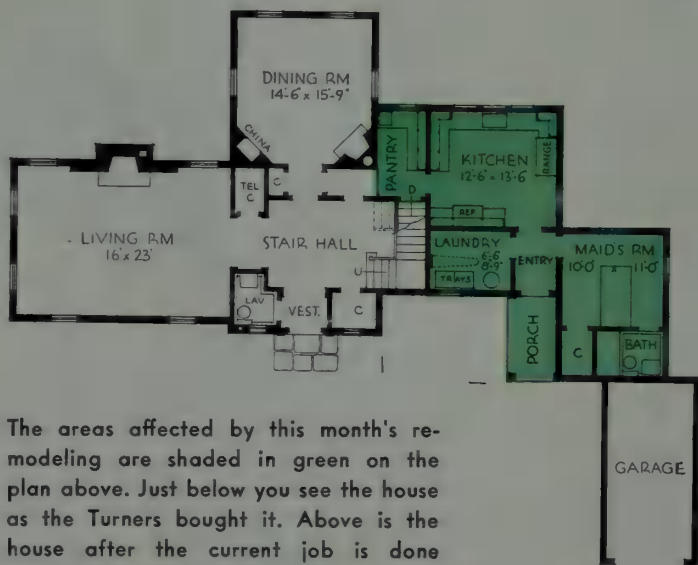 DINING RM
14'-6" x 15'-9"
CHINA
PANTRY
KITCHEN
12'-6" x 13'-6"
RANGE
TEL
C
C
D
REF
LIVING RM
16' x 23'
STAIR HALL
LAUNDRY
6'-6"
8'-9"
TRAYS
ENTRY
MAID'S RM
10'-0" x 11'-0"
U
LAV
VEST.
C
PORCH
C
BATH
GARAGE
The areas affected by this month's re-
modeling are shaded in green on the
plan above. Just below you see the house
as the Turners bought it. Above is the
house after the current job is done